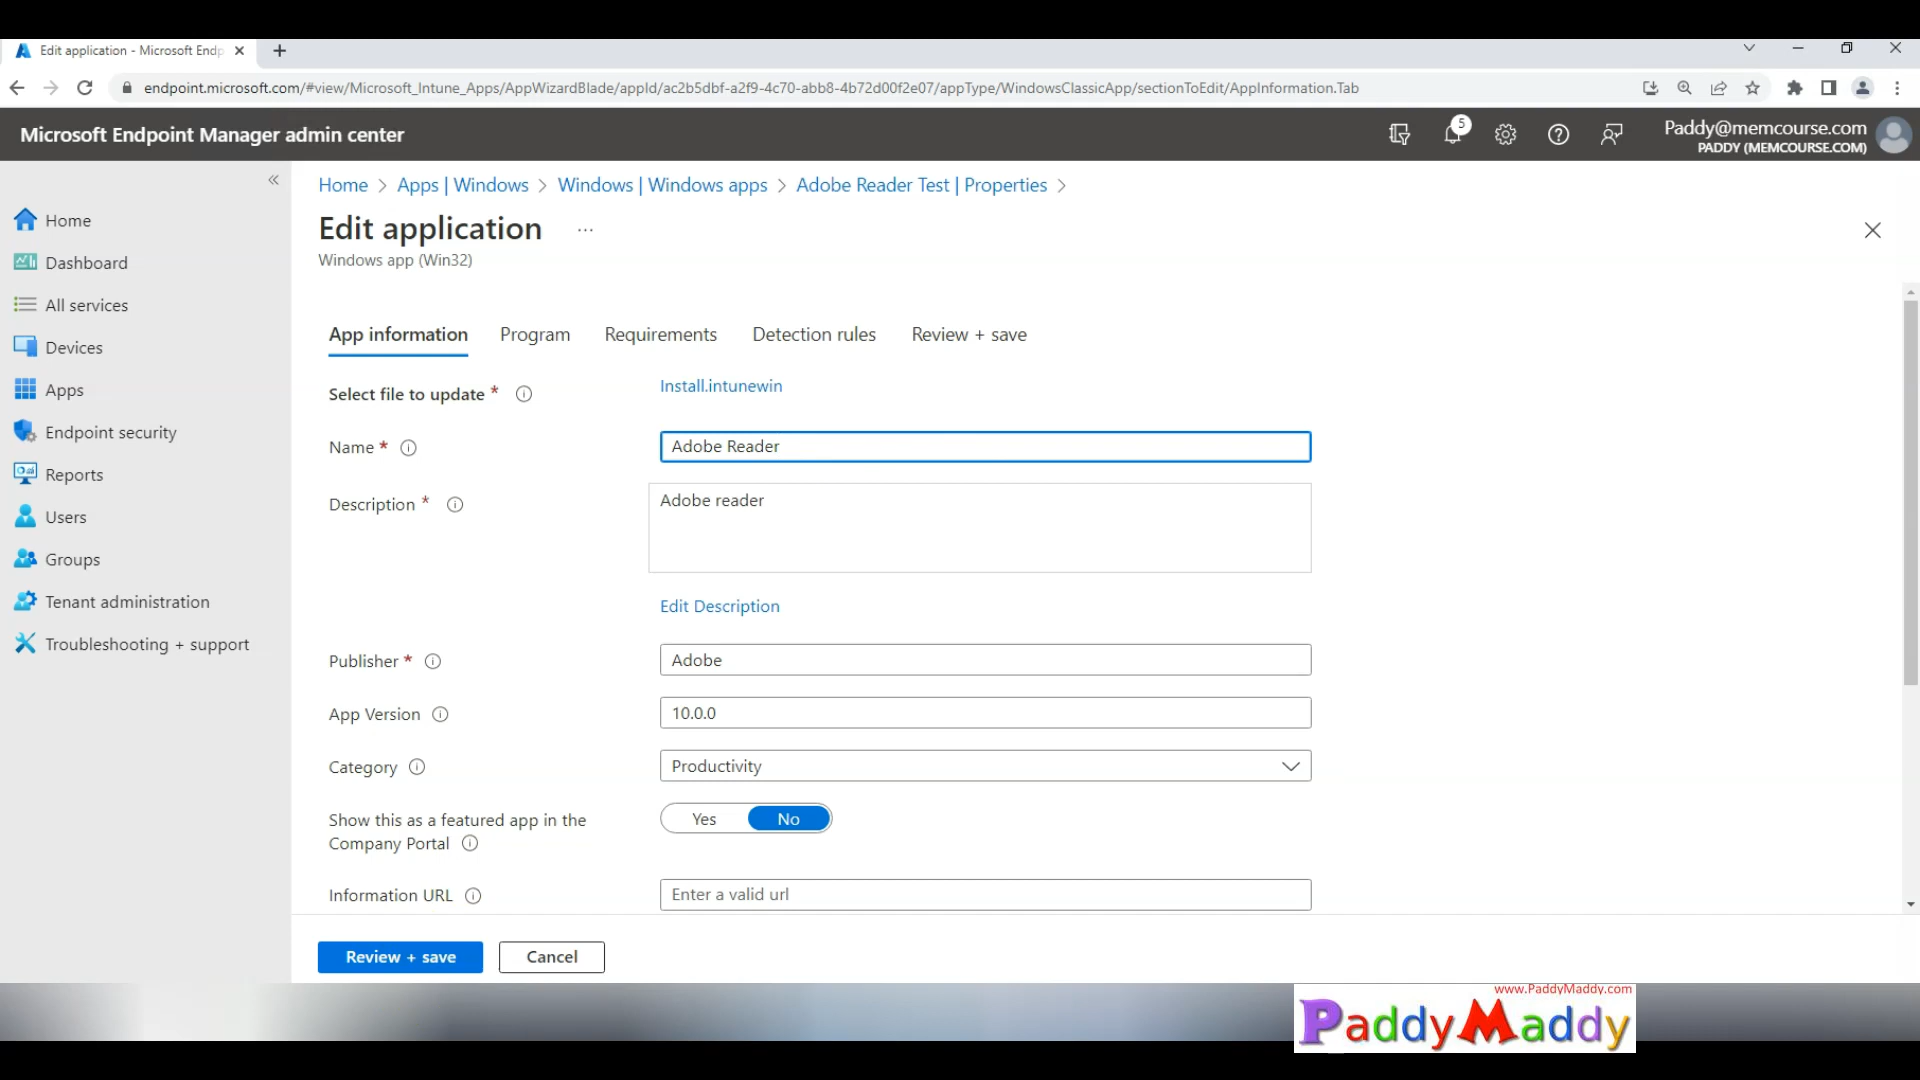 Edit application - Microsoft Endp
endpoint.microsoft.com/#view/Microsoft_Intune_Apps/AppWizardBlade/appId/ac2b5dbf-a2f9-4c70-abb8-4b72d00f2e07/appType/WindowsClassicApp/sectionToEdit/AppInformation.Tab
Microsoft Endpoint Manager admin center
5
Paddy@memcourse.com
PADDY (MEMCOURSE.COM)
Home
Dashboard
All services
Devices
Apps
Endpoint security
Reports
Users
Groups
Tenant administration
Troubleshooting + support
Home > Apps | Windows > Windows | Windows apps > Adobe Reader Test | Properties >
Edit application ...
Windows app (Win32)
App information Program Requirements Detection rules Review + save
Select file to update * Install.intunewin
Name * Adobe Reader
Description * Adobe reader
Edit Description
Publisher * Adobe
App Version 10.0.0
Category Productivity
Show this as a featured app in the
Company Portal
Yes No
Information URL Enter a valid url
Review + save Cancel
www.PaddyMaddy.com
PaddyMaddy